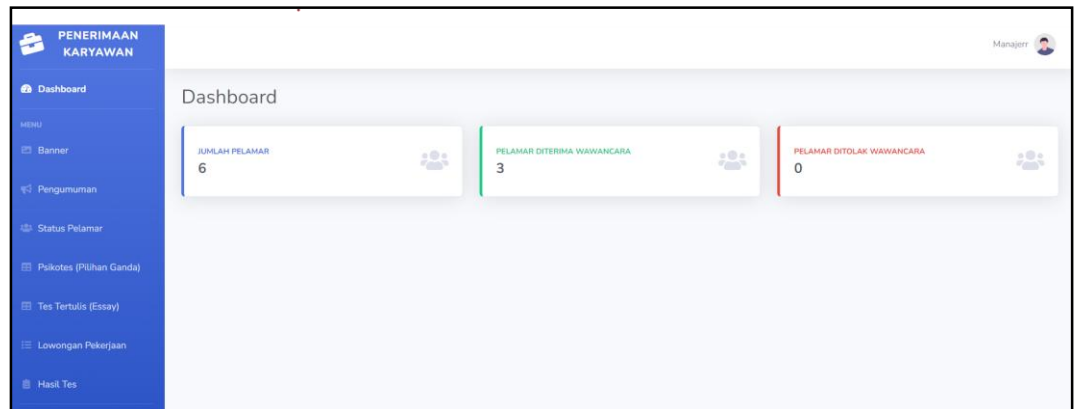 PENERIMAAN
KARYAWAN
Manajerr
Dashboard
Dashboard
MENU
Banner
Pengumuman
Status Pelamar
Psikotes (Pilihan Ganda)
Tes Tertulis (Essay)
Lowongan Pekerjaan
Hasil Tes
JUMLAH PELAMAR
6
PELAMAR DITERIMA WAWANCARA
3
PELAMAR DITOLAK WAWANCARA
0